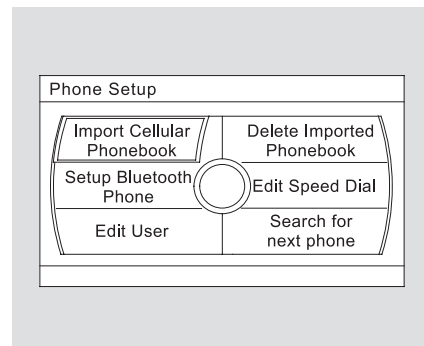 Phone Setup
Import Cellular
Phonebook
Delete Imported
Phonebook
Setup Bluetooth
Phone
Edit Speed Dial
Edit User
Search for
next phone